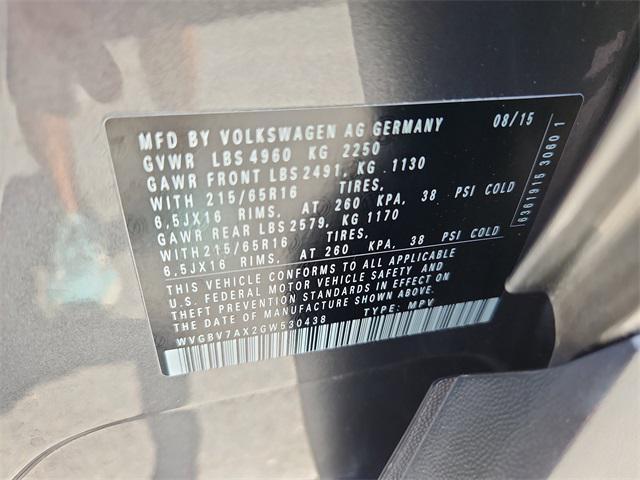 MFD BY VOLKSWAGEN AG GERMANY 08/15
GVWR LBS 4960 KG 2250
GAWR FRONT LBS 2491, KG 1130
WITH 215/65R16 TIRES,
6,5JX16 RIMS, AT 260 KPA, 38 PSI COLD
GAWR REAR LBS 2579, KG 1170
WITH 215/65R16 TIRES,
6,5JX16 RIMS, AT 260 KPA, 38 PSI COLD
THIS VEHICLE CONFORMS TO ALL APPLICABLE
U.S. FEDERAL MOTOR VEHICLE SAFETY AND
THEFT PREVENTION STANDARDS IN EFFECT ON
THE DATE OF MANUFACTURE SHOWN ABOVE.
WVGBV7AX2GW530438 TYPE: MPV
6361915 3060 1